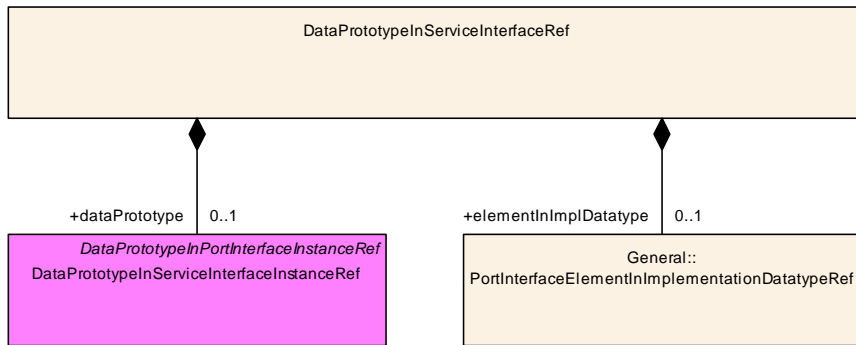 DataPrototypeInServiceInterfaceRef
+dataPrototype 0..1
+elementInImplDatatype 0..1
DataPrototypeInPortInterfaceInstanceRef
DataPrototypeInServiceInterfaceInstanceRef
General::
PortInterfaceElementInImplementationDatatypeRef